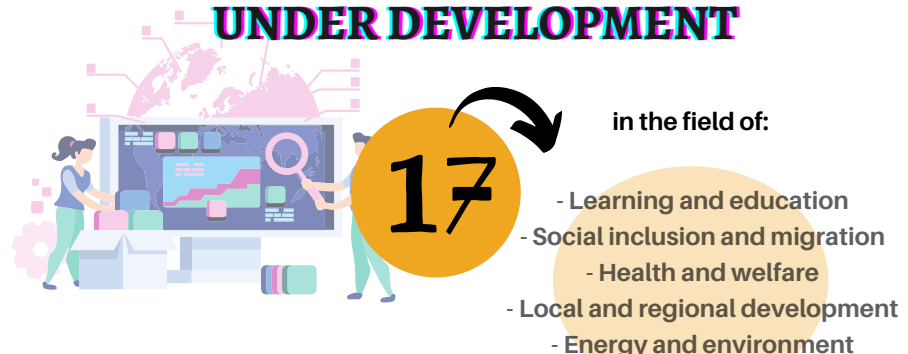 UNDER DEVELOPMENT
17
in the field of:
- Learning and education
- Social inclusion and migration
- Health and welfare
- Local and regional development
- Energy and environment